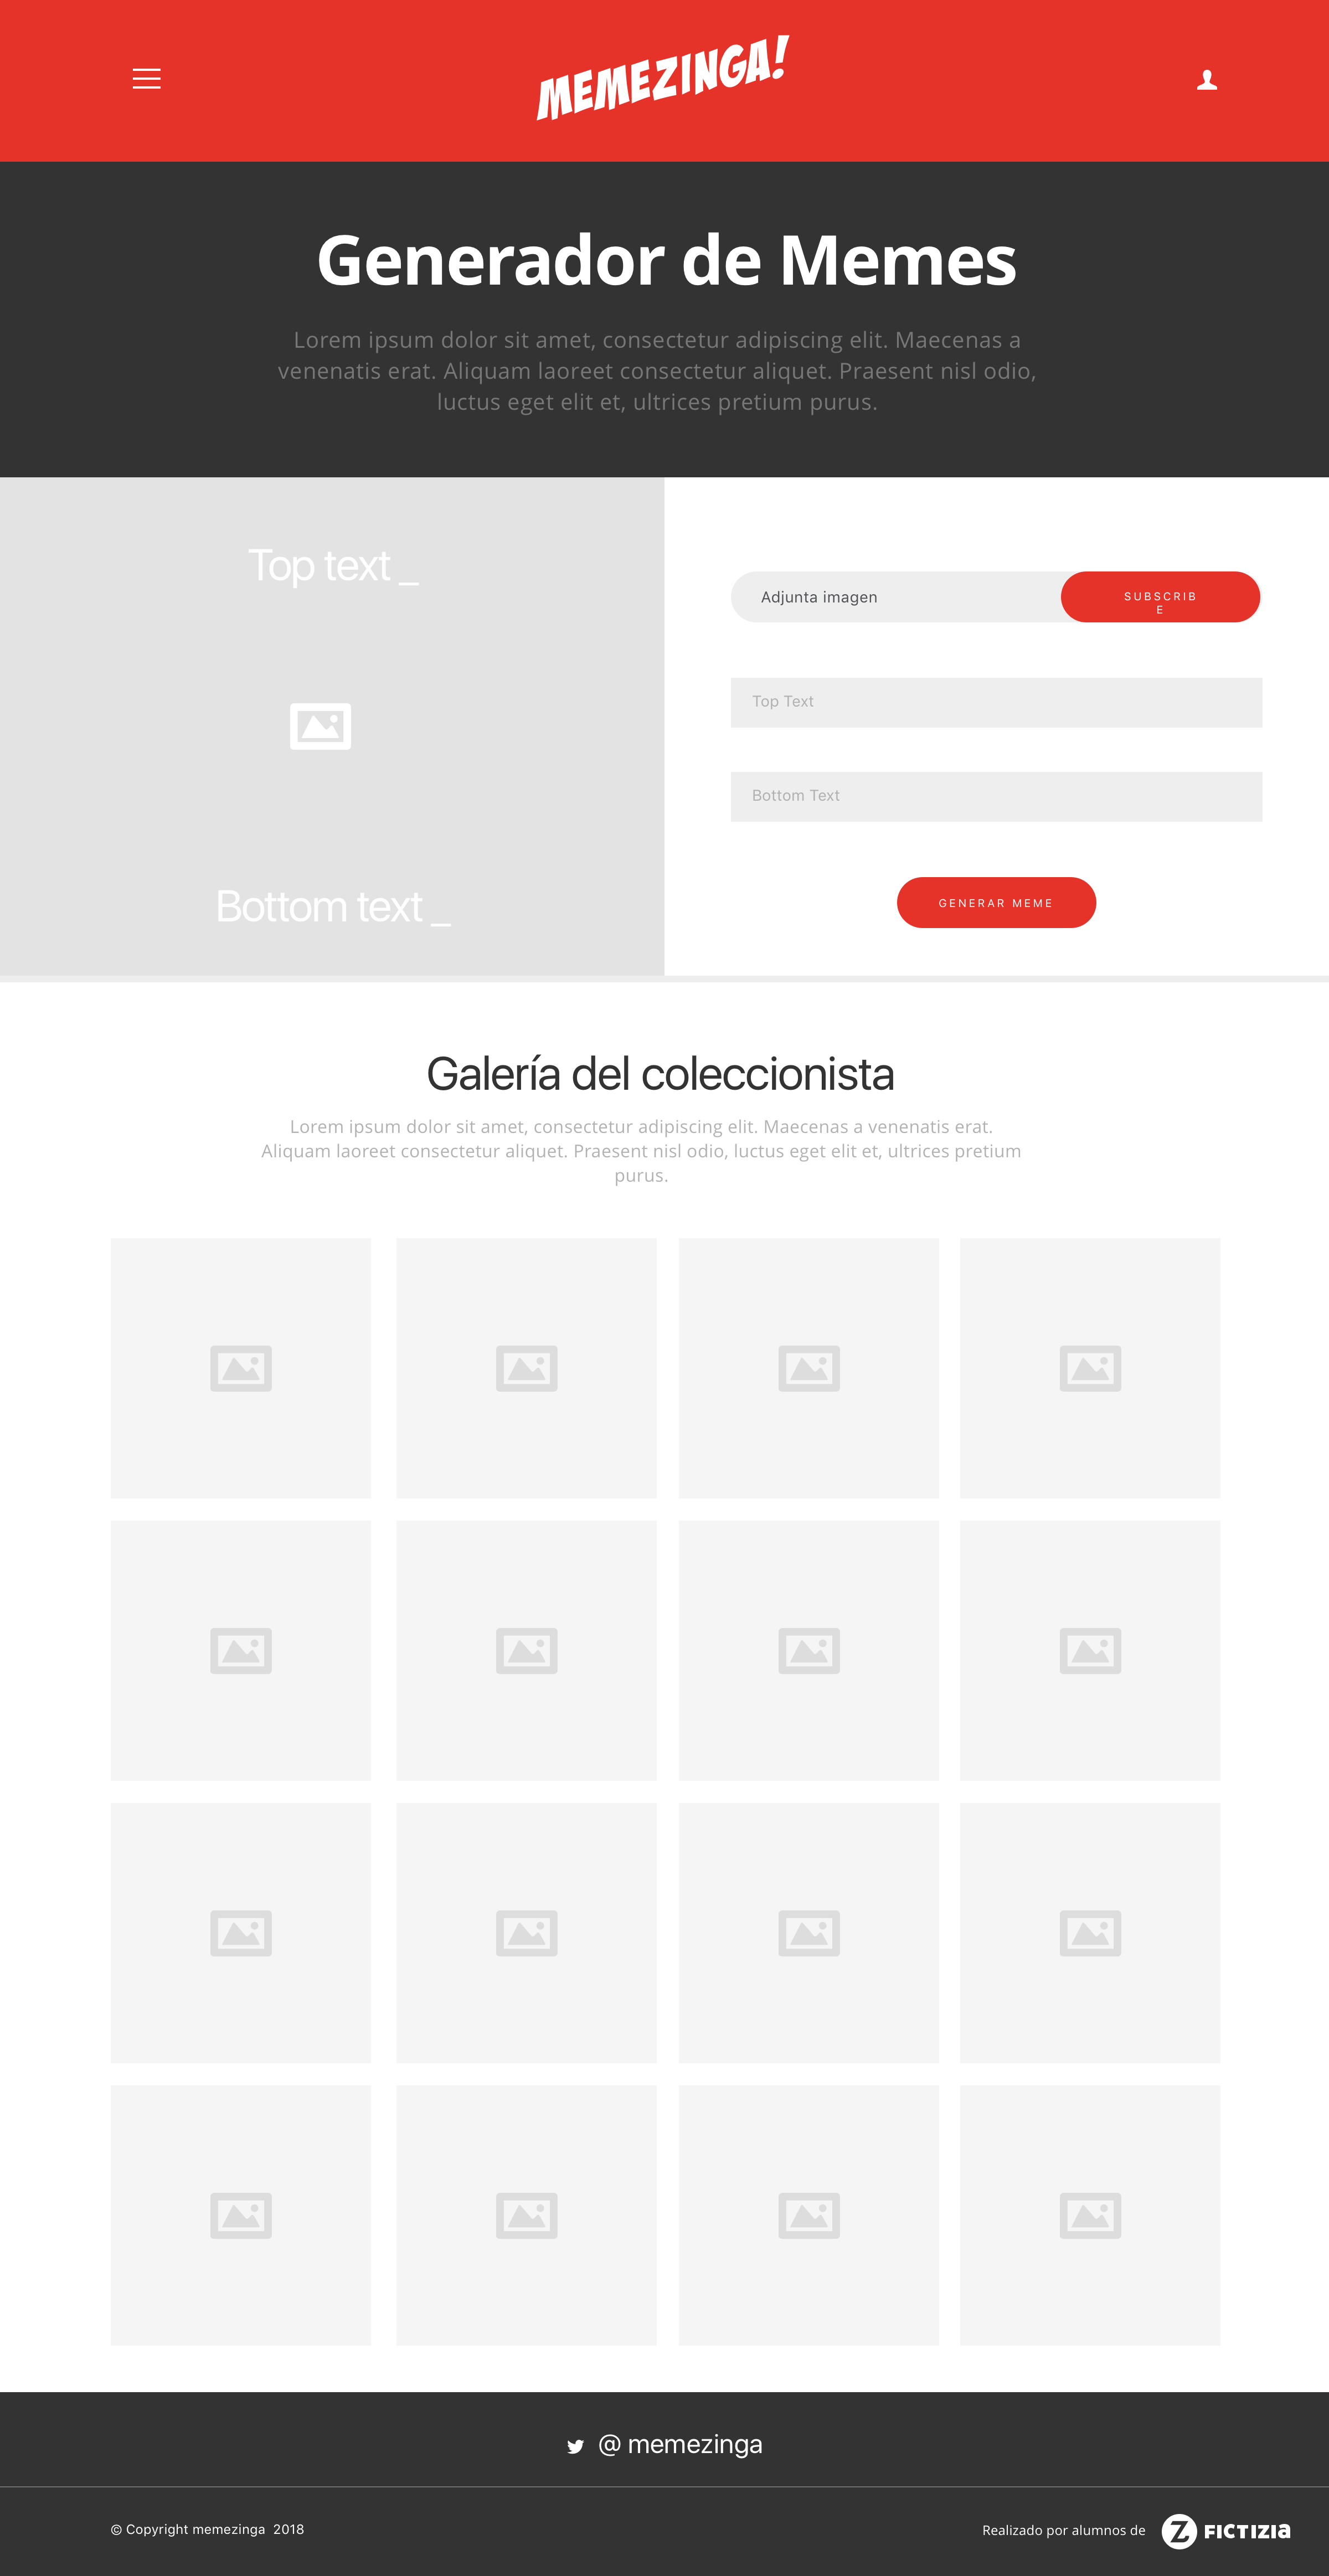 MEMEZINGA!
Generador de Memes
Lorem ipsum dolor sit amet, consectetur adipiscing elit. Maecenas a
venenatis erat. Aliquam laoreet consectetur aliquet. Praesent nisl odio,
luctus eget elit et, ultrices pretium purus.
Top text _
Bottom text _
Adjunta imagen
SUBSCRIB
E
Top Text
Bottom Text
GENERAR MEME
Galería del coleccionista
Lorem ipsum dolor sit amet, consectetur adipiscing elit. Maecenas a venenatis erat.
Aliquam laoreet consectetur aliquet. Praesent nisl odio, luctus eget elit et, ultrices pretium
purus.
@ memezinga
© Copyright memezinga 2018
Realizado por alumnos de
Z FICTIZIa